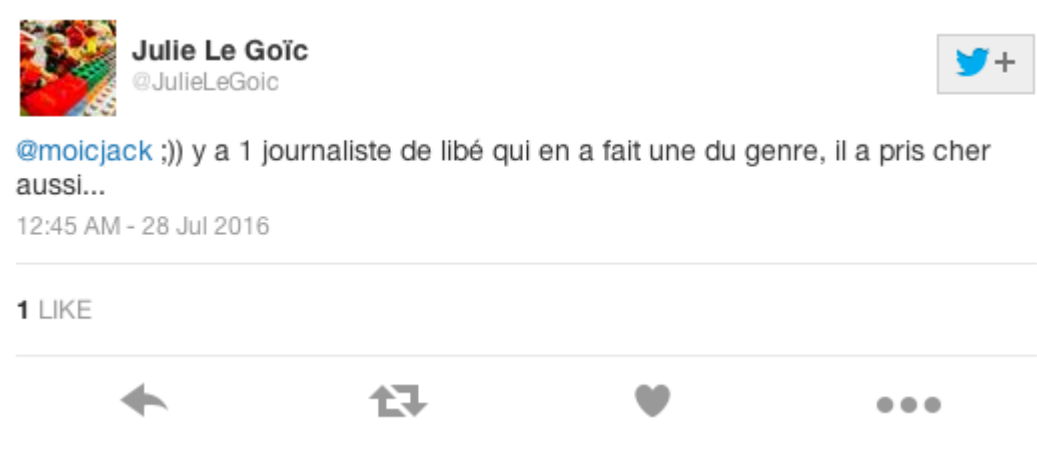 Julie Le Goïc
@JulieLeGoic
+
@moicjack ;)) y a 1 journaliste de libé qui en a fait une du genre, il a pris cher
aussi...
12:45 AM - 28 Jul 2016
1 LIKE